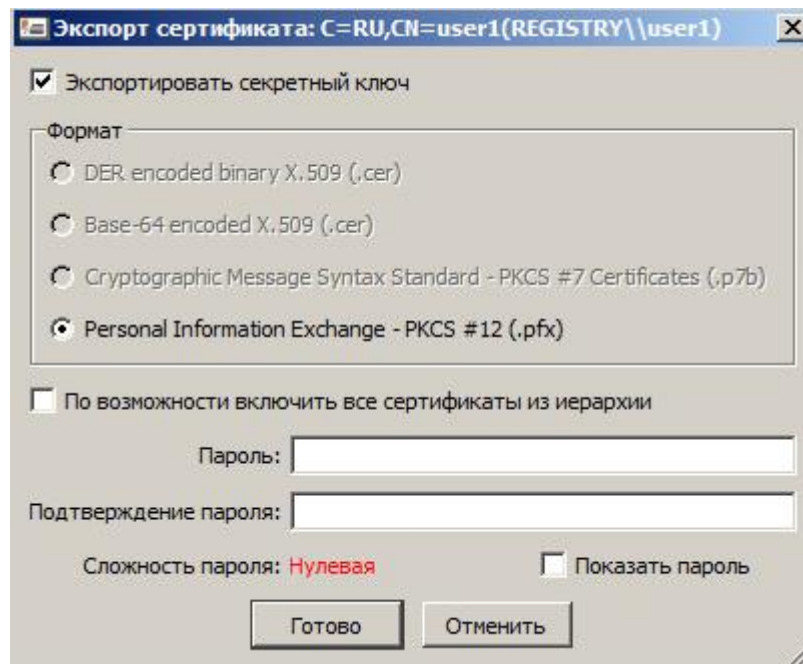 Экспорт сертификата: C=RU,CN=user1(REGISTRY\\user1)
Экспортировать секретный ключ
Формат
DER encoded binary X.509 (.cer)
Base-64 encoded X.509 (.cer)
Cryptographic Message Syntax Standard - PKCS #7 Certificates (.p7b)
Personal Information Exchange - PKCS #12 (.pfx)
По возможности включить все сертификаты из иерархии
Пароль:
Подтверждение пароля:
Сложность пароля: Нулевая Показать пароль
Готово Отменить